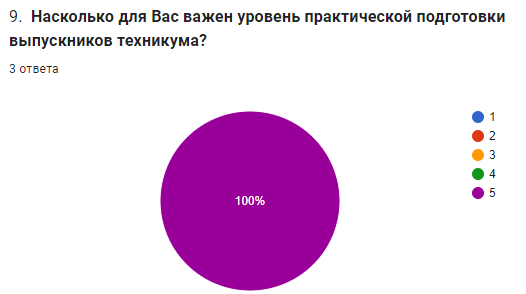 9. Насколько для Вас важен уровень практической подготовки
выпускников техникума?
3 ответа
100%
1
2
3
4
5